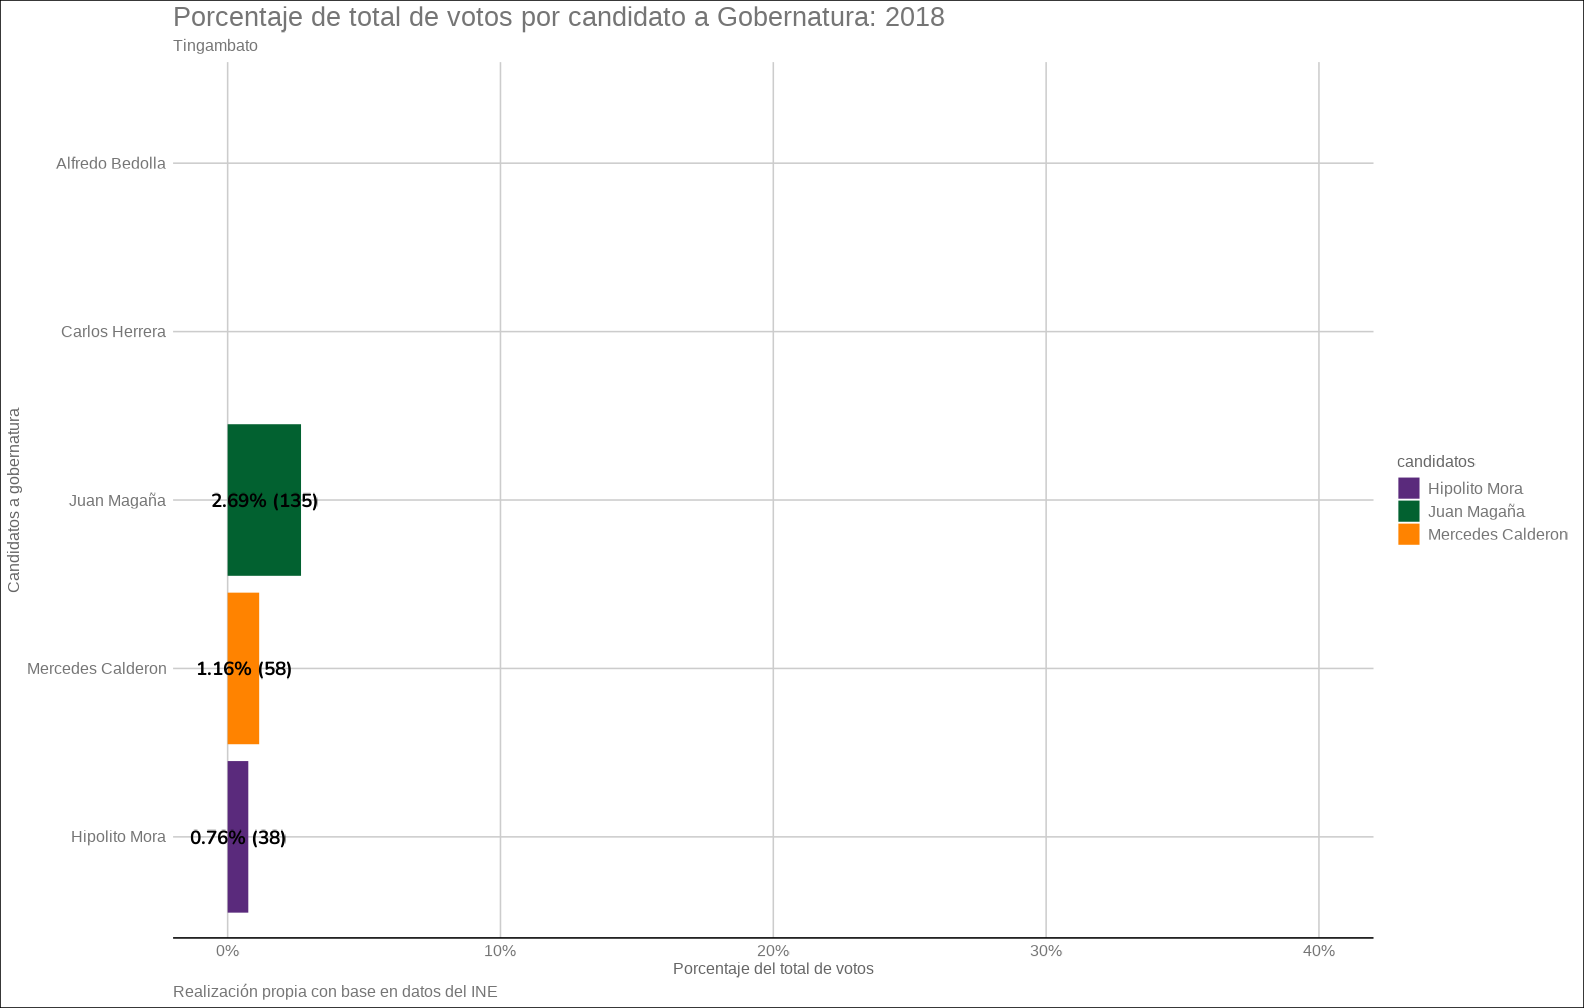 Porcentaje de total de votos por candidato a Gobernatura: 2018
Tingambato
Candidatos a gobernatura
Alfredo Bedolla
Carlos Herrera
Juan Magaña
2.69% (135)
Mercedes Calderon
1.16% (58)
Hipolito Mora
0.76% (38)
0%
10%
20%
30%
40%
Porcentaje del total de votos
Realización propia con base en datos del INE
candidatos
Hipolito Mora
Juan Magaña
Mercedes Calderon